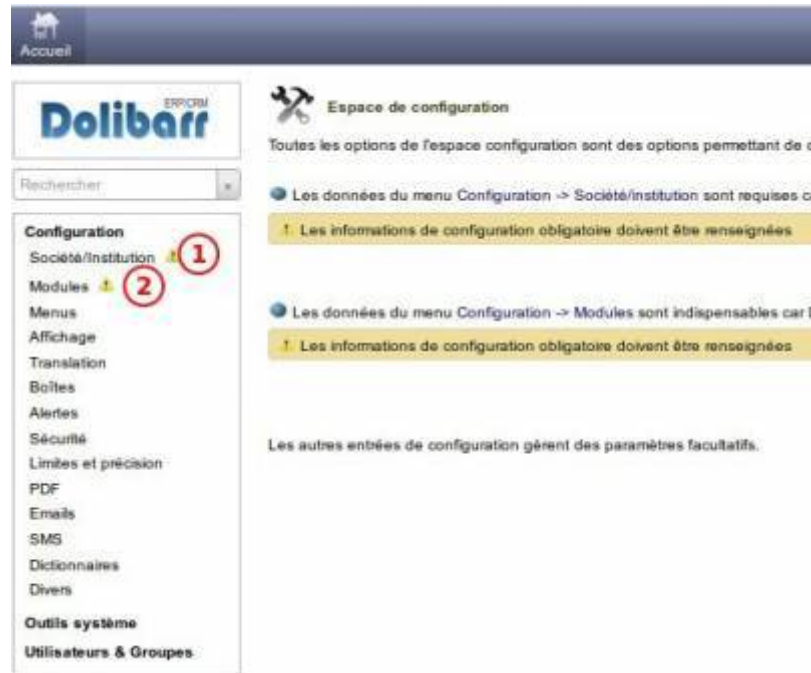 Accueil
ERP/CRM
Dolibarr
Rechercher
Configuration
Société/Institution
1
Modules
2
Menus
Affichage
Translation
Boîtes
Alertes
Sécurité
Limites et précision
PDF
Emails
SMS
Dictionnaires
Divers
Outils système
Utilisateurs & Groupes
Espace de configuration
Toutes les options de l'espace configuration sont des options permettant de
Les données du menu Configuration -> Société/institution sont requises
Les informations de configuration obligatoire doivent être renseignées
Les données du menu Configuration -> Modules sont indispensables car
Les informations de configuration obligatoire doivent être renseignées
Les autres entrées de configuration gèrent des paramètres facultatifs.